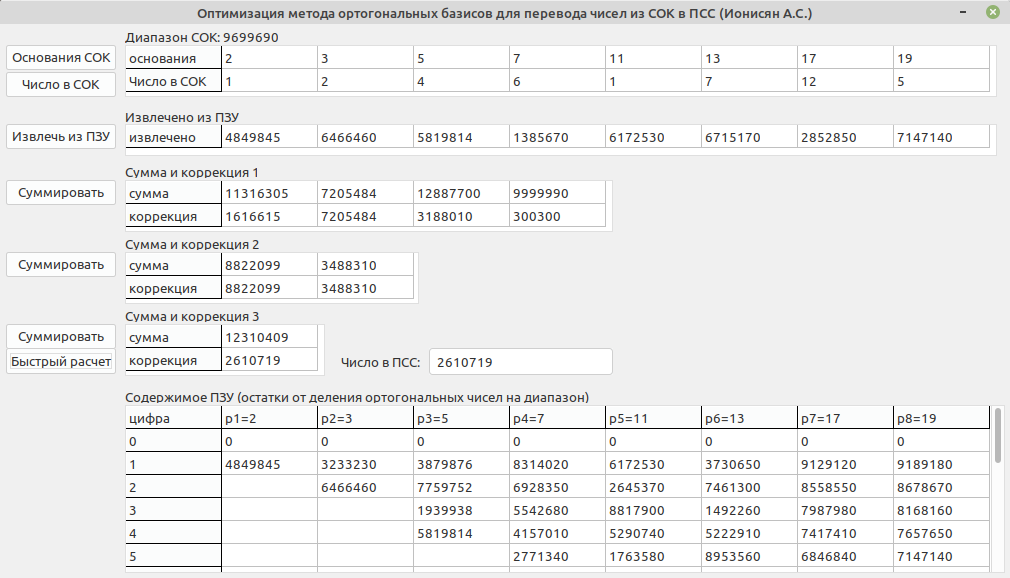 Оптимизация метода ортогональных базисов для перевода чисел из СОК в ПСС (Ионисян А.С.)
Диапазон СОК: 9699690
Основания СОК
основания 2 3 5 7 11 13 17 19
Число в СОК
Число в СОК 1 2 4 6 1 7 12 5
Извлечено из ПЗУ
Извлечь из ПЗУ
извлечено 4849845 6466460 5819814 1385670 6172530 6715170 2852850 7147140
Сумма и коррекция 1
Суммировать
сумма 11316305 7205484 12887700 9999990
коррекция 1616615 7205484 3188010 300300
Сумма и коррекция 2
Суммировать
сумма 8822099 3488310
коррекция 8822099 3488310
Сумма и коррекция 3
Суммировать
сумма 12310409
Быстрый расчет
коррекция 2610719
Число в ПСС: 2610719
Содержимое ПЗУ (остатки от деления ортогональных чисел на диапазон)
цифра p1=2 p2=3 p3=5 p4=7 p5=11 p6=13 p7=17 p8=19
0 0 0 0 0 0 0 0 0
1 4849845 3233230 3879876 8314020 6172530 3730650 9129120 9189180
2 6466460 7759752 6928350 2645370 7461300 8558550 8678670
3 1939938 5542680 8817900 1492260 7987980 8168160
4 5819814 4157010 5290740 5222910 7417410 7657650
5 2771340 1763580 8953560 6846840 7147140